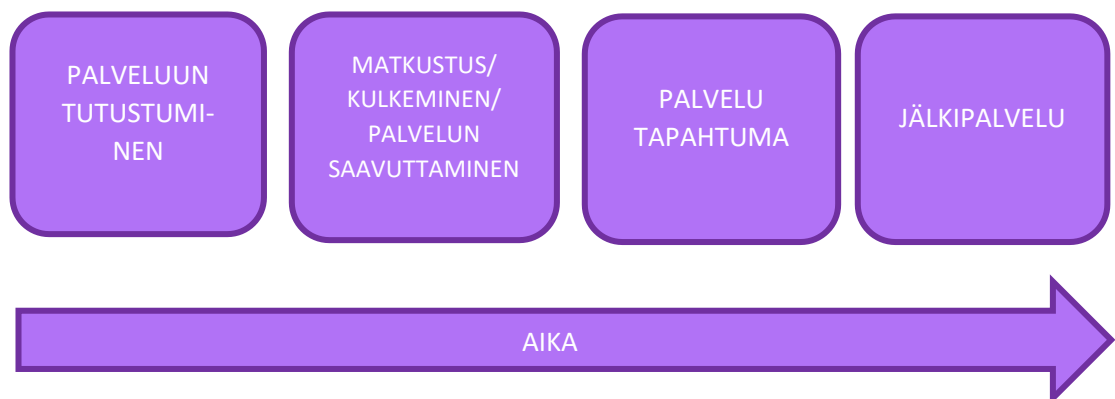 PALVELUUN
TUTUSTUMI-
NEN
MATKUSTUS/
KULKEMINEN/
PALVELUN
SAAVUTTAMINEN
PALVELU
TAPAHTUMA
JÄLKIPALVELU
AIKA